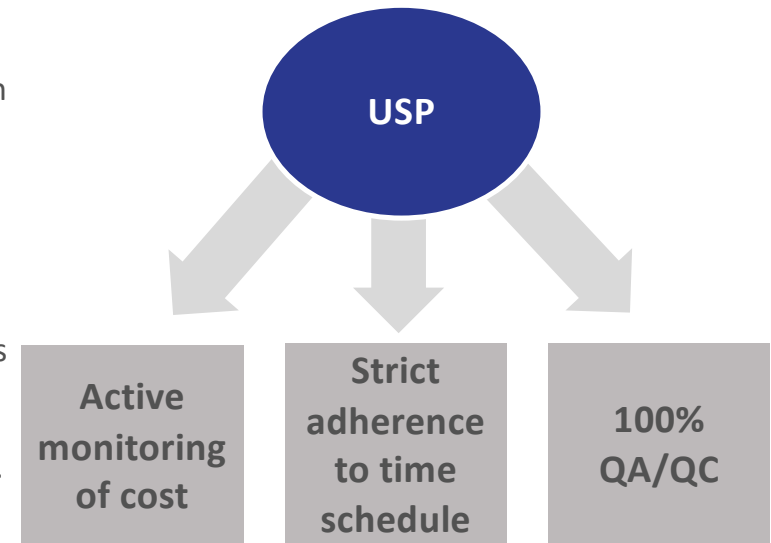 USP
Active
monitoring
of cost
Strict
adherence
to time
schedule
100%
QA/QC